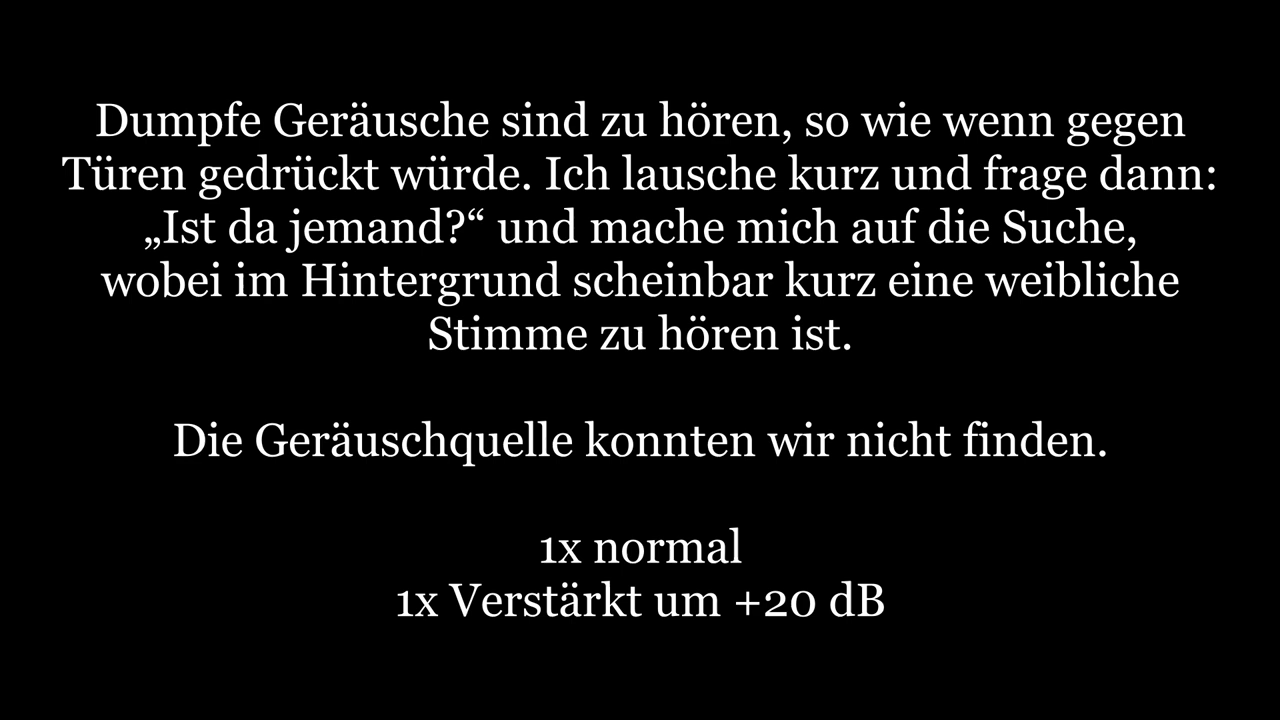 Dumpfe Geräusche sind zu hören, so wie wenn gegen
Türen gedrückt würde. Ich lausche kurz und frage dann:
„Ist da jemand?“ und mache mich auf die Suche,
wobei im Hintergrund scheinbar kurz eine weibliche
Stimme zu hören ist.
Die Geräuschquelle konnten wir nicht finden.
1x normal
1x Verstärkt um +20 dB